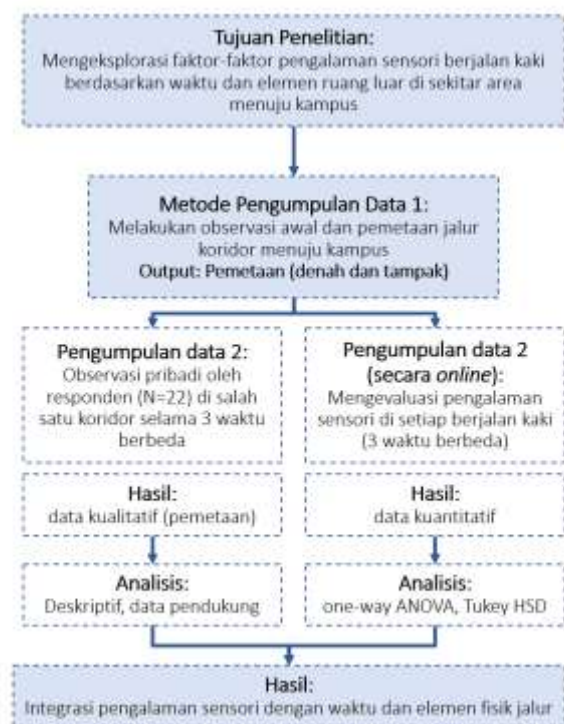 Tujuan Penelitian:
Mengeksplorasi faktor-faktor pengalaman sensori berjalan kaki
berdasarkan waktu dan elemen ruang luar di sekitar area
menuju kampus
Metode Pengumpulan Data 1:
Melakukan observasi awal dan pemetaan jalur
koridor menuju kampus
Output: Pemetaan (denah dan tampak)
Pengumpulan data 2:
Observasi pribadi oleh
responden (N=22) di salah
satu koridor selama 3 waktu
berbeda
Pengumpulan data 2
(secara online):
Mengevaluasi pengalaman
sensori di setiap berjalan kaki
(3 waktu berbeda)
Hasil:
data kualitatif (pemetaan)
Hasil:
data kuantitatif
Analisis:
Deskriptif, data pendukung
Analisis:
one-way ANOVA, Tukey HSD
Hasil:
Integrasi pengalaman sensori dengan waktu dan elemen fisik jalur